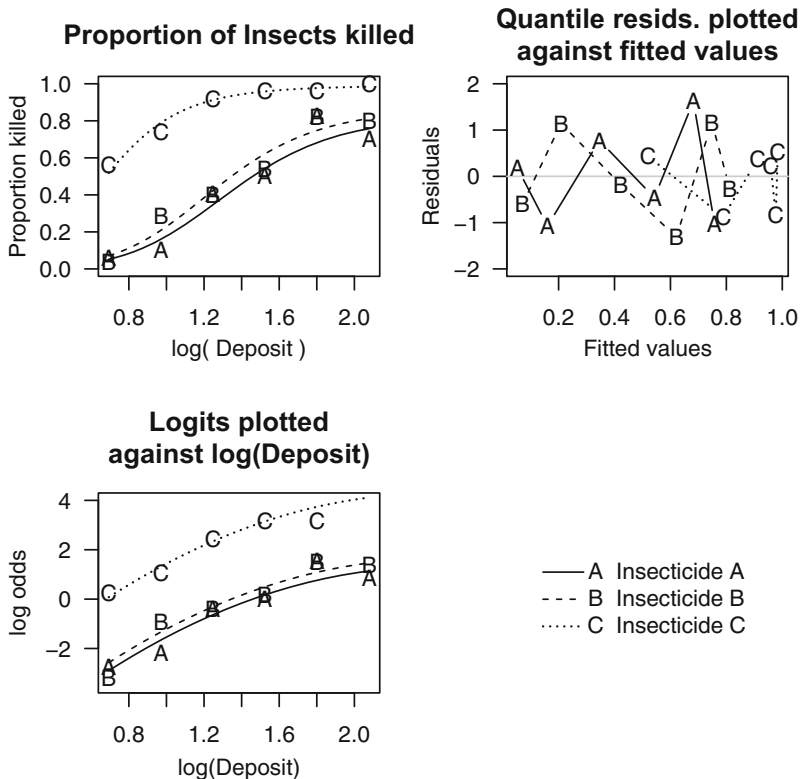 Proportion of Insects killed
1.0
0.8
0.6
0.4
0.2
0.0
Proportion killed
A A A A A A
B B B B B B
C C C C C C
0.8 1.2 1.6 2.0
log( Deposit )
Quantile resids. plotted
against fitted values
2
1
0
−1
−2
Residuals
A A A A A A
B B B B B B
C C C C C C
0.2 0.4 0.6 0.8 1.0
Fitted values
Logits plotted
against log(Deposit)
4
2
0
−2
log odds
A A A A A A
B B B B B B
C C C C C
0.8 1.2 1.6 2.0
log(Deposit)
A Insecticide A
B Insecticide B
C Insecticide C